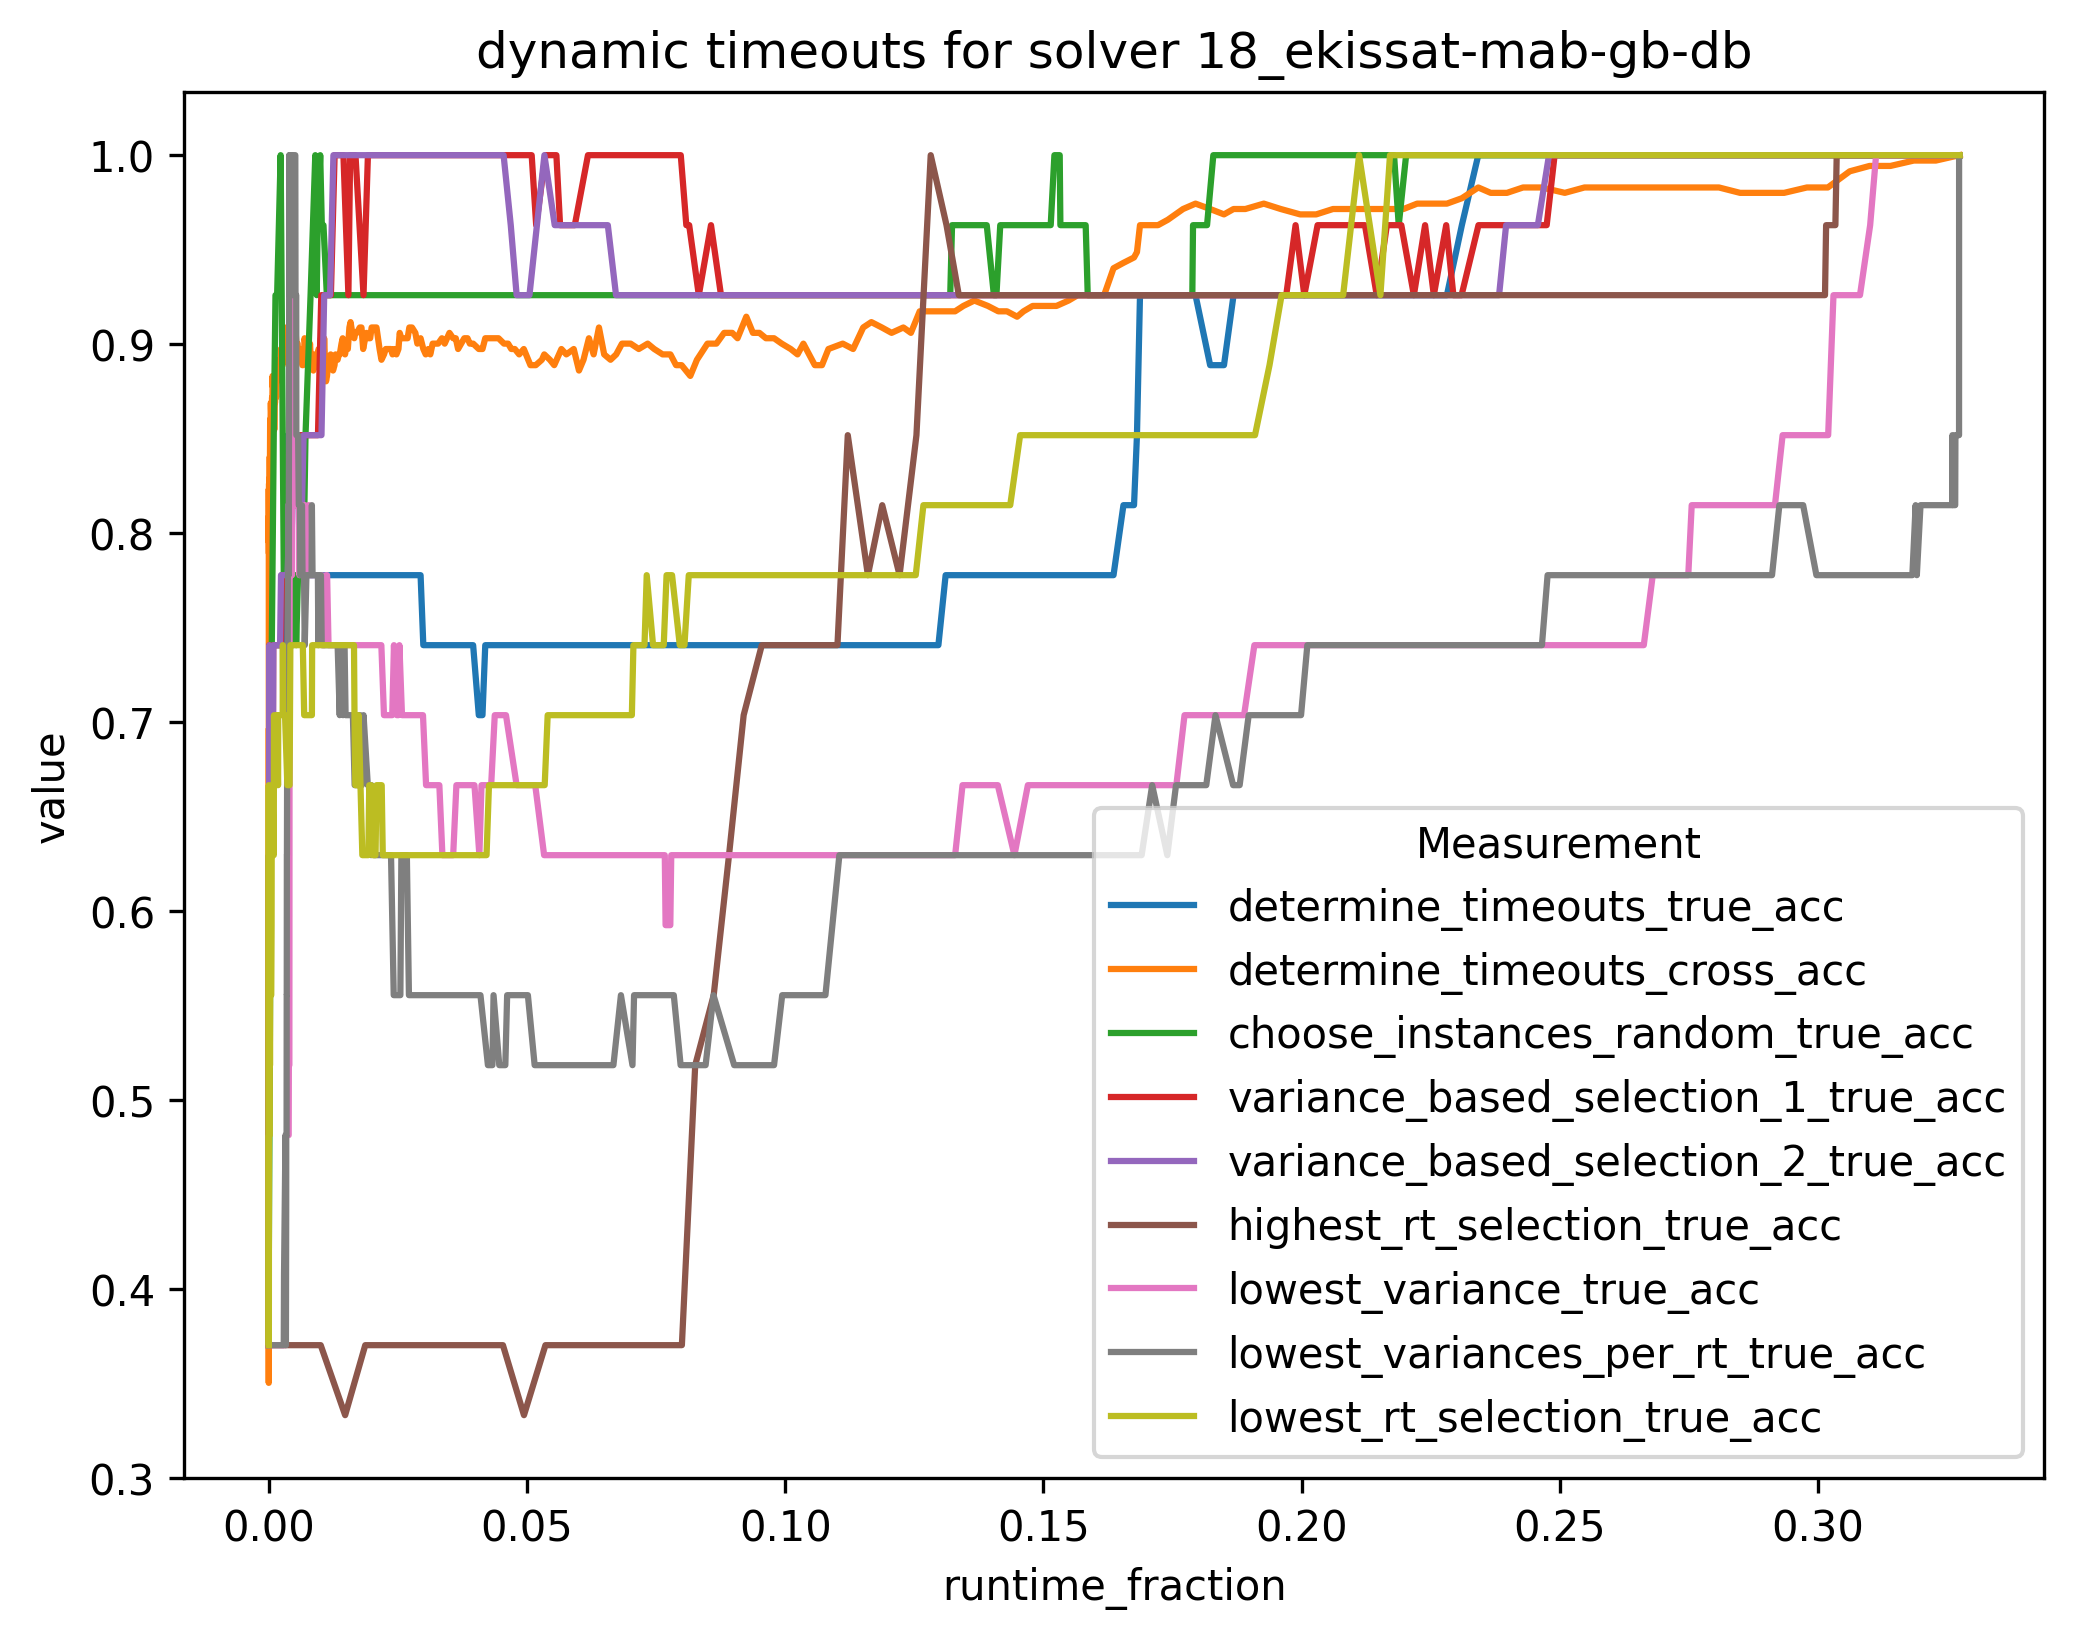 dynamic timeouts for solver 18_ekissat-mab-gb-db
1.0
0.9
0.8
0.7
0.6
0.5
0.4
0.3
value
Measurement
determine_timeouts_true_acc
determine_timeouts_cross_acc
choose_instances_random_true_acc
variance_based_selection_1_true_acc
variance_based_selection_2_true_acc
highest_rt_selection_true_acc
lowest_variance_true_acc
lowest_variances_per_rt_true_acc
lowest_rt_selection_true_acc
0.00 0.05 0.10 0.15 0.20 0.25 0.30
runtime_fraction